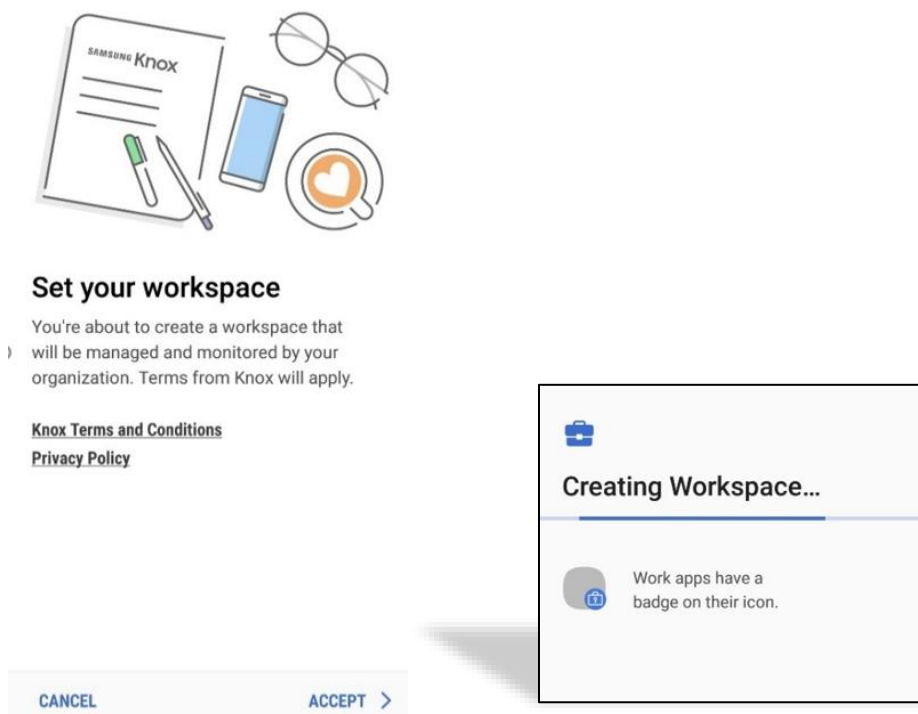 SAMSUNG Knox
Set your workspace
You're about to create a workspace that
will be managed and monitored by your
organization. Terms from Knox will apply.
Knox Terms and Conditions
Privacy Policy
CANCEL
ACCEPT
Creating Workspace...
Work apps have a
badge on their icon.